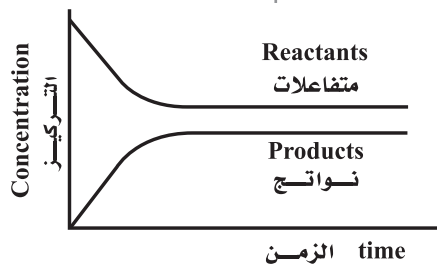 Concentration
التركيز
Reactants
متفاعلات
Products
نواتج
الزمن time